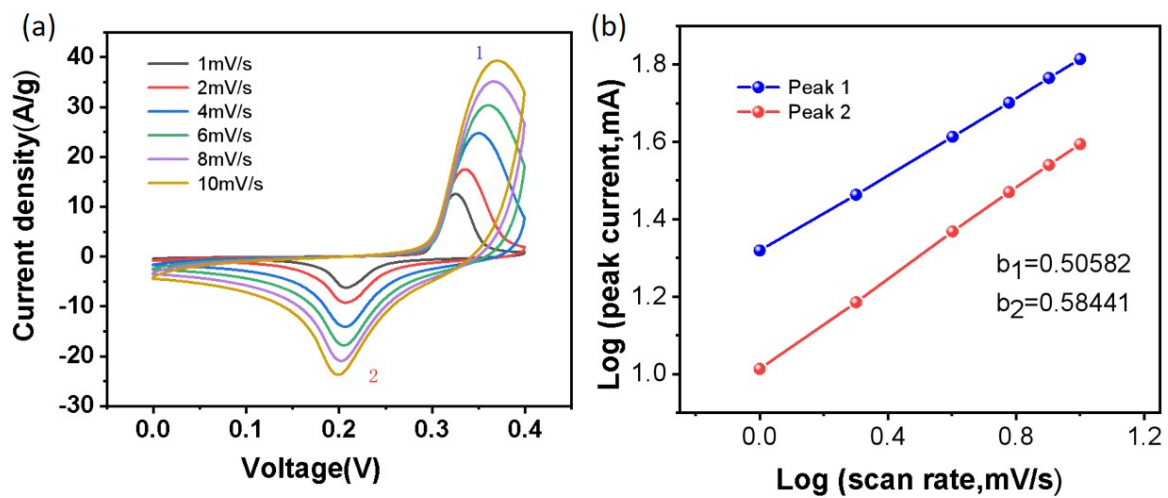 (a)
1mV/s
2mV/s
4mV/s
6mV/s
8mV/s
10mV/s
1
2
40
30
20
10
0
-10
-20
-30
Current density(A/g)
0.0 0.1 0.2 0.3 0.4
Voltage(V)
(b)
Peak 1
Peak 2
1.8
1.6
1.4
1.2
1.0
Log (peak current,mA)
b1=0.50582
b2=0.58441
0.0 0.4 0.8 1.2
Log (scan rate,mV/s)